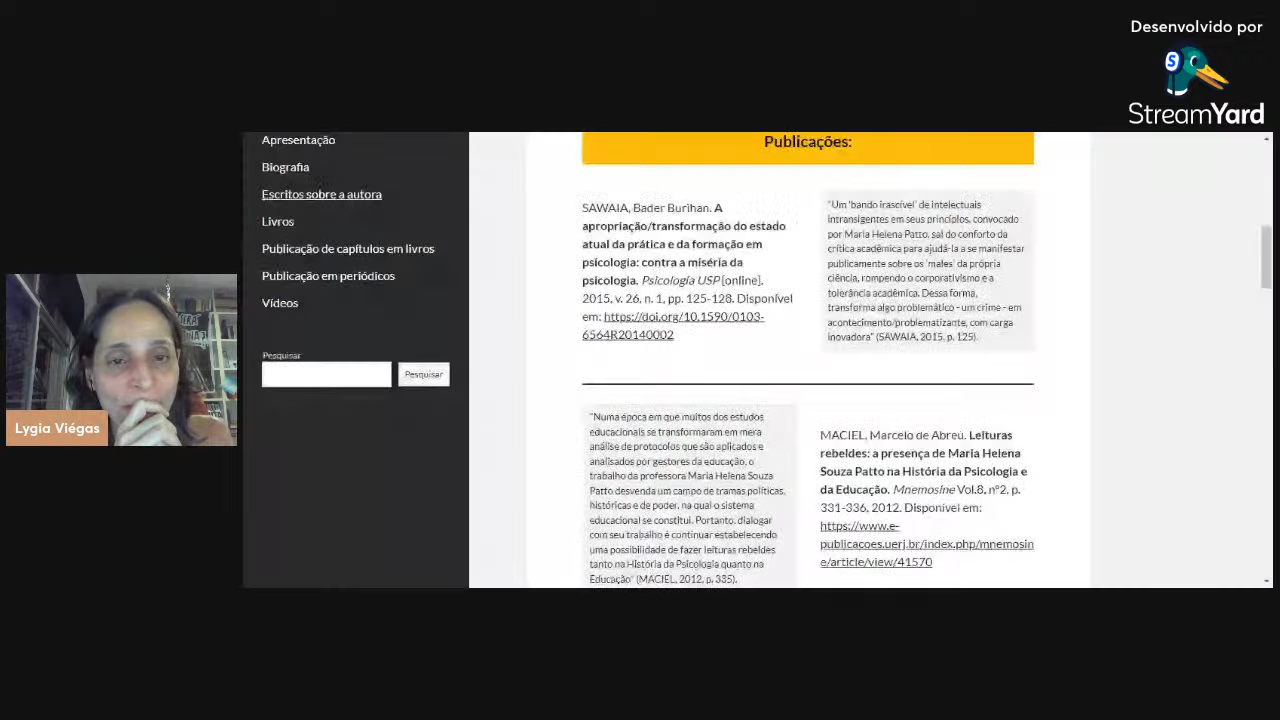 Desenvolvido por
StreamYard
Apresentação
Biografia
Escritos sobre a autora
Livros
Publicação de capítulos em livros
Publicação em periódicos
Vídeos
Pesquisar
Pesquisar
Lygia Viégas
Publicações:
SAWAIA, Bader Burihan. A
apropriação/transformação do estado
atual da prática e da formação em
psicologia: contra a miséria da
psicologia. Psicologia USP [online].
2015, v. 26, n. 1, pp. 125-128. Disponível
em: https://doi.org/10.1590/0103-
6564R20140002
"Um 'bando irascível' de intelectuais
intransigentes em seus princípios, convocado
por Maria Helena Patto, sai do conforto da
crítica acadêmica para ajudá-la a se manifestar
publicamente sobre os 'males' da própria
ciência, rompendo o corporativismo e a
tolerância acadêmica. Dessa forma,
transforma algo problemático - um crime - em
acontecimento/problematizante, com carga
inovadora" (SAWAIA, 2015, p. 125).
"Numa época em que muitos dos estudos
educacionais se transformaram em mera
análise de protocolos que são aplicados e
analisados por gestores da educação, o
trabalho da professora Maria Helena Souza
Patto desvenda um campo de tramas políticas,
históricas e de poder, na qual o sistema
educacional se constitui. Portanto, dialogar
com seu trabalho é continuar estabelecendo
uma possibilidade de fazer leituras rebeldes
tanto na História da Psicologia quanto na
Educação" (MACIEL, 2012, p. 335).
MACIEL, Marcelo de Abreu. Leituras
rebeldes: a presença de Maria Helena
Souza Patto na História da Psicologia e
da Educação. Mnemosine Vol.8, nº2, p.
331-336, 2012. Disponível em:
https://www.e-
publicacoes.uerj.br/index.php/mnemosin
e/article/view/41570